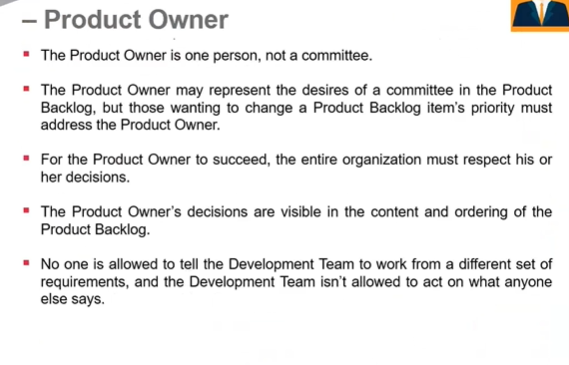 – Product Owner
▪ The Product Owner is one person, not a committee.
▪ The Product Owner may represent the desires of a committee in the Product
Backlog, but those wanting to change a Product Backlog item’s priority must
address the Product Owner.
▪ For the Product Owner to succeed, the entire organization must respect his or
her decisions.
▪ The Product Owner’s decisions are visible in the content and ordering of the
Product Backlog.
▪ No one is allowed to tell the Development Team to work from a different set of
requirements, and the Development Team isn’t allowed to act on what anyone
else says.